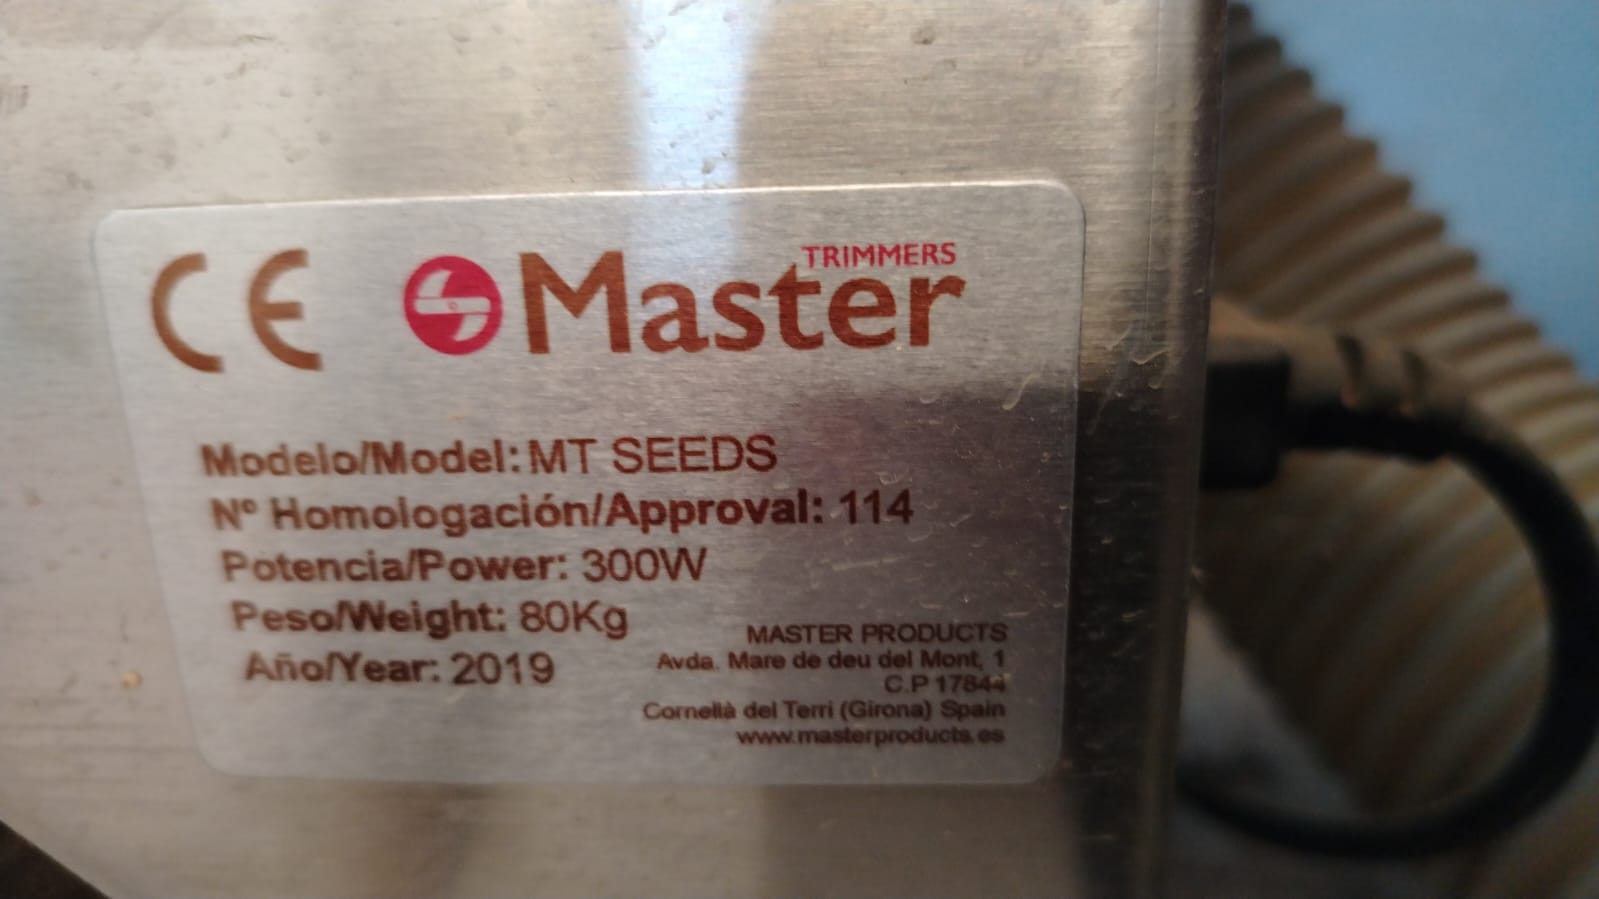 CE
TRIMMERS
Master
Modelo/Model: MT SEEDS
Nº Homologación/Approval: 114
Potencia/Power: 300W
Peso/Weight: 80Kg
Año/Year: 2019
MASTER PRODUCTS
Avda. Mare de deu del Mont, 1
C.P 17844
Cornellà del Terri (Girona) Spain
www.masterproducts.es